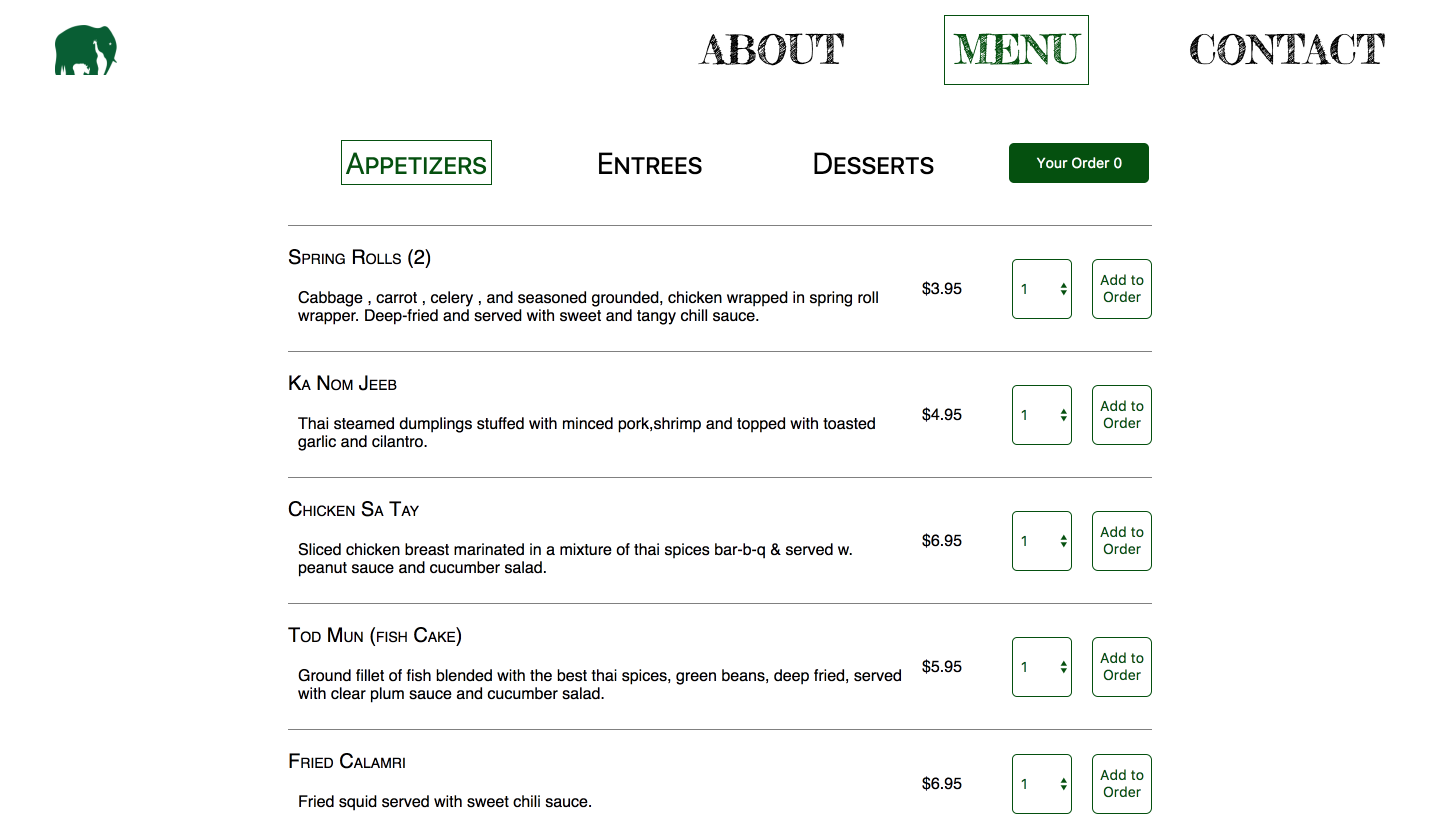 ABOUT
MENU
CONTACT
Appetizers
Entrees
Desserts
Your Order 0
Spring Rolls (2)
Cabbage , carrot , celery , and seasoned grounded, chicken wrapped in spring roll
wrapper. Deep-fried and served with sweet and tangy chill sauce.
$3.95
1
Add to
Order
Ka Nom Jeeb
Thai steamed dumplings stuffed with minced pork,shrimp and topped with toasted
garlic and cilantro.
$4.95
1
Add to
Order
Chicken Sa Tay
Sliced chicken breast marinated in a mixture of thai spices bar-b-q & served w.
peanut sauce and cucumber salad.
$6.95
1
Add to
Order
Tod Mun (fish Cake)
Ground fillet of fish blended with the best thai spices, green beans, deep fried, served
with clear plum sauce and cucumber salad.
$5.95
1
Add to
Order
Fried Calamri
Fried squid served with sweet chili sauce.
$6.95
1
Add to
Order